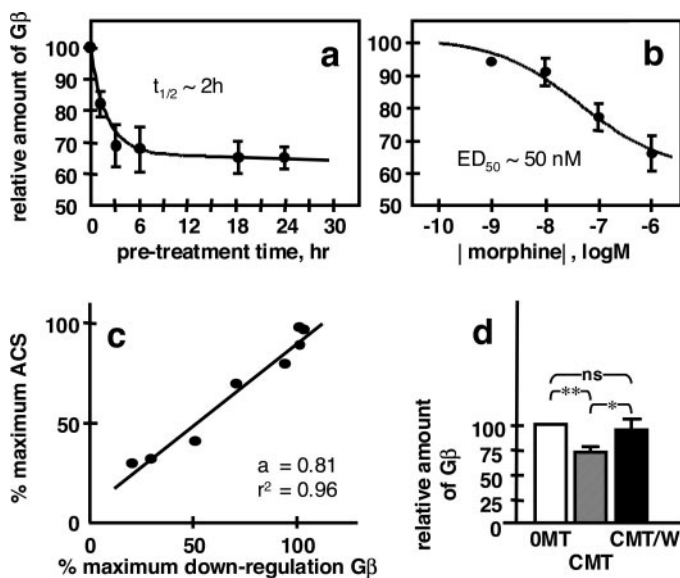 relative amount of Gβ
100
90
80
70
60
50
a
t1/2 ~ 2h
0 6 12 18 24 30
pre-treatment time, hr
100
90
80
70
60
50
b
ED50 ~ 50 nM
-10 -9 -8 -7 -6
| morphine| , logM
% maximum ACS
100
50
0
c
a = 0.81
r² = 0.96
0 50 100
% maximum down-regulation Gβ
relative amount
of Gβ
100
75
50
25
0
d
ns
** *
0MT CMT/W
CMT